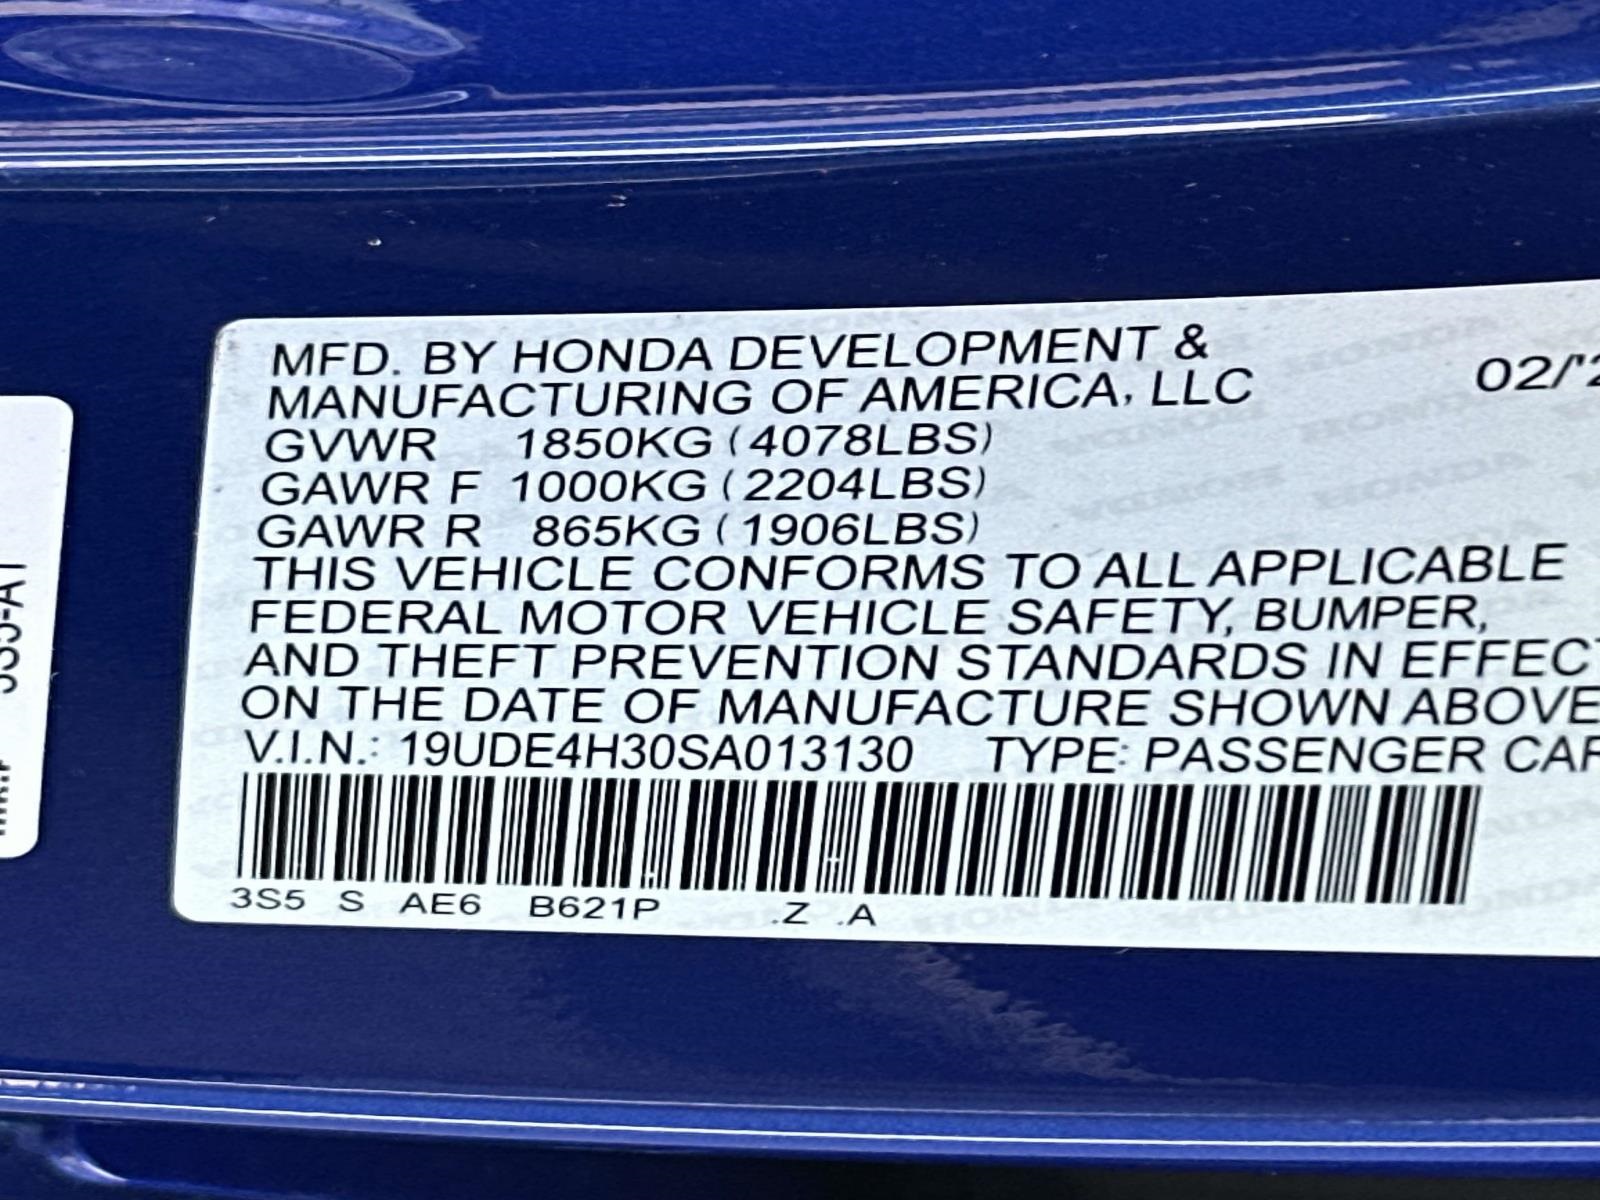 MFD. BY HONDA DEVELOPMENT &
MANUFACTURING OF AMERICA, LLC
02/'2
GVWR 1850KG (4078LBS)
GAWR F 1000KG (2204LBS)
GAWR R 865KG (1906LBS)
THIS VEHICLE CONFORMS TO ALL APPLICABLE
FEDERAL MOTOR VEHICLE SAFETY, BUMPER,
AND THEFT PREVENTION STANDARDS IN EFFECT
ON THE DATE OF MANUFACTURE SHOWN ABOVE
V.I.N.: 19UDE4H30SA013130 TYPE: PASSENGER CAR
3S5 S AE6 B621P .Z .A